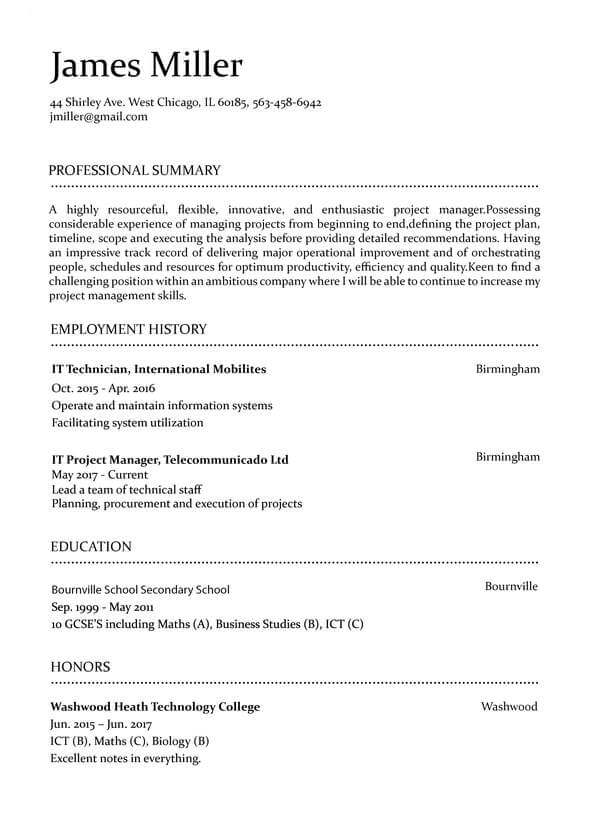 James Miller
44 Shirley Ave. West Chicago, IL 60185, 563-458-6942
jmiller@gmail.com
PROFESSIONAL SUMMARY
A highly resourceful, flexible, innovative, and enthusiastic project manager.Possessing
considerable experience of managing projects from beginning to end,defining the project plan,
timeline, scope and executing the analysis before providing detailed recommendations. Having
an impressive track record of delivering major operational improvement and of orchestrating
people, schedules and resources for optimum productivity, efficiency and quality.Keen to find a
challenging position within an ambitious company where I will be able to continue to increase my
project management skills.
EMPLOYMENT HISTORY
IT Technician, International Mobilites Birmingham
Oct. 2015 - Apr. 2016
Operate and maintain information systems
Facilitating system utilization
IT Project Manager, Telecommunicado Ltd Birmingham
May 2017 - Current
Lead a team of technical staff
Planning, procurement and execution of projects
EDUCATION
Bournville School Secondary School Bournville
Sep. 1999 - May 2011
10 GCSE'S including Maths (A), Business Studies (B), ICT (C)
HONORS
Washwood Heath Technology College Washwood
Jun. 2015 – Jun. 2017
ICT (B), Maths (C), Biology (B)
Excellent notes in everything.